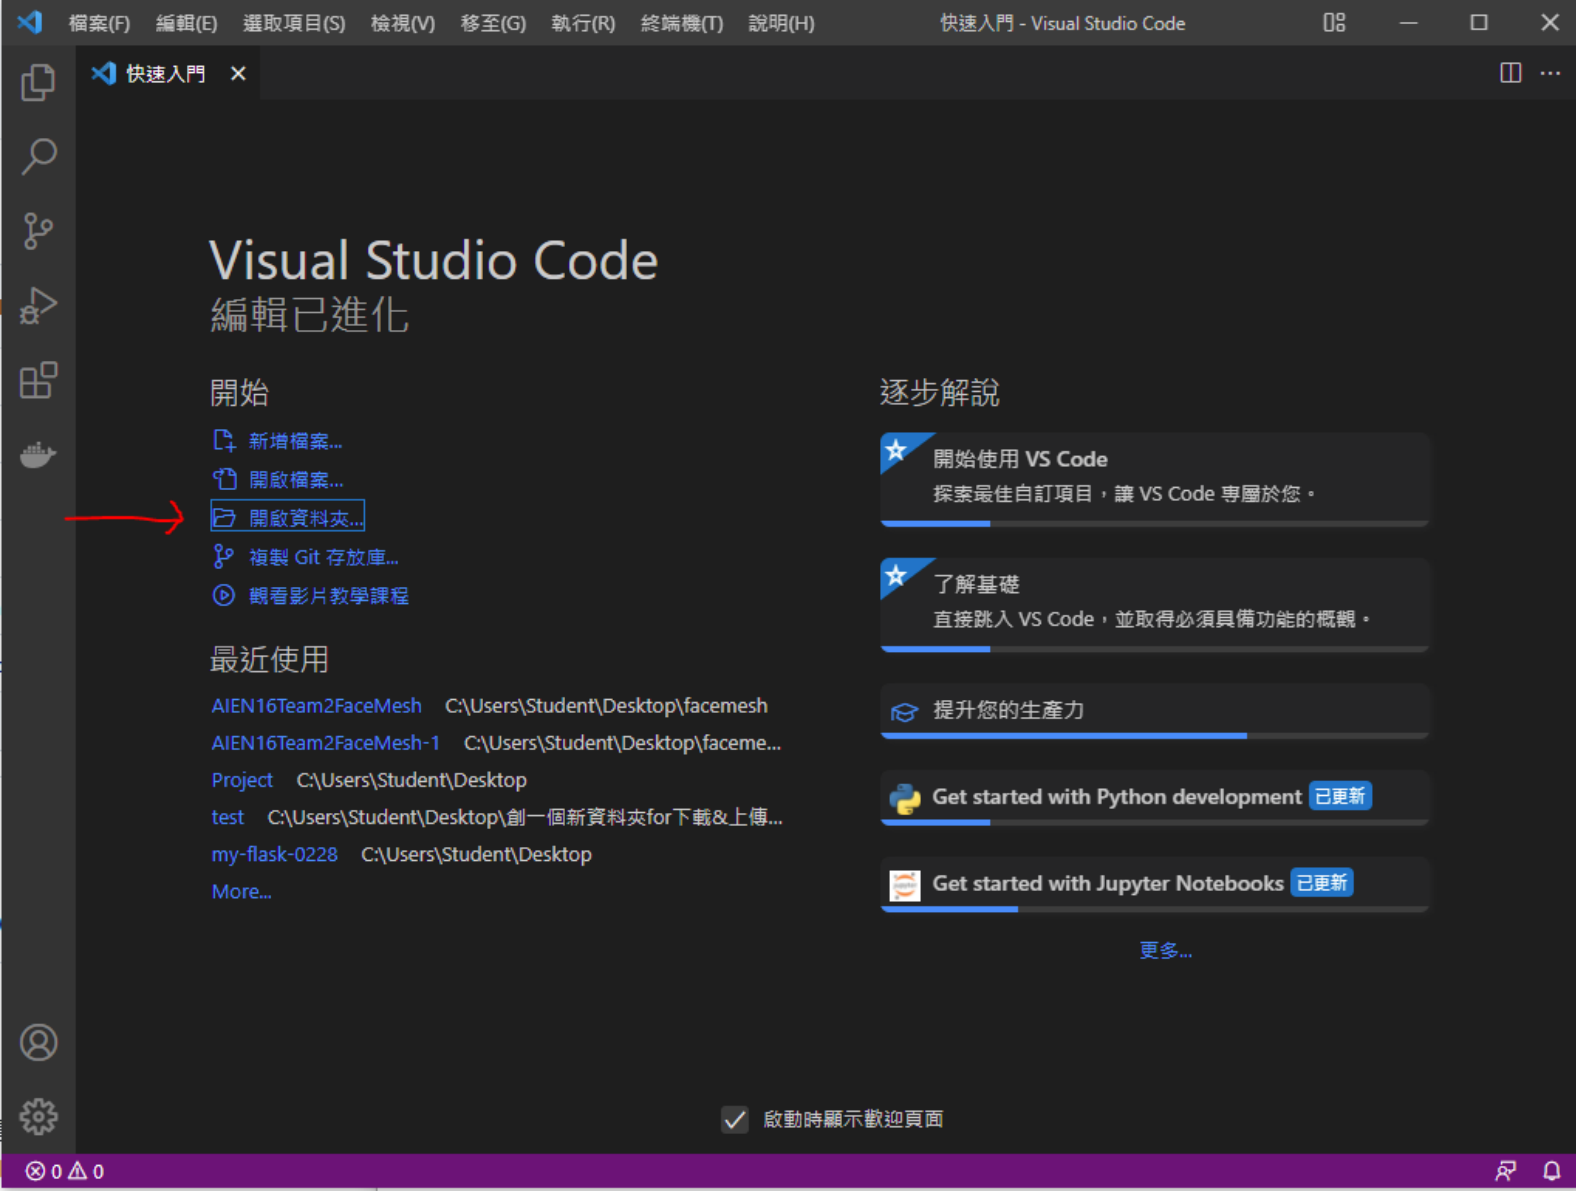 檔案(F) 編輯(E) 選取項目(S) 檢視(V) 移至(G) 執行(R) 終端機(T) 說明(H) 快速入門 - Visual Studio Code
快速入門
Visual Studio Code
編輯已進化
開始
新增檔案...
開啟檔案...
開啟資料夾...
複製 Git 存放庫...
觀看影片教學課程
最近使用
AIEN16Team2FaceMesh C:\Users\Student\Desktop\facemesh
AIEN16Team2FaceMesh-1 C:\Users\Student\Desktop\faceme...
Project C:\Users\Student\Desktop
test C:\Users\Student\Desktop\創一個新資料夾for下載&上傳...
my-flask-0228 C:\Users\Student\Desktop
More...
逐步解說
開始使用 VS Code
探索最佳自訂項目，讓 VS Code 專屬於您。
了解基礎
直接跳入 VS Code，並取得必須具備功能的概觀。
提升您的生產力
Get started with Python development 已更新
Get started with Jupyter Notebooks 已更新
更多...
啟動時顯示歡迎頁面
0 0